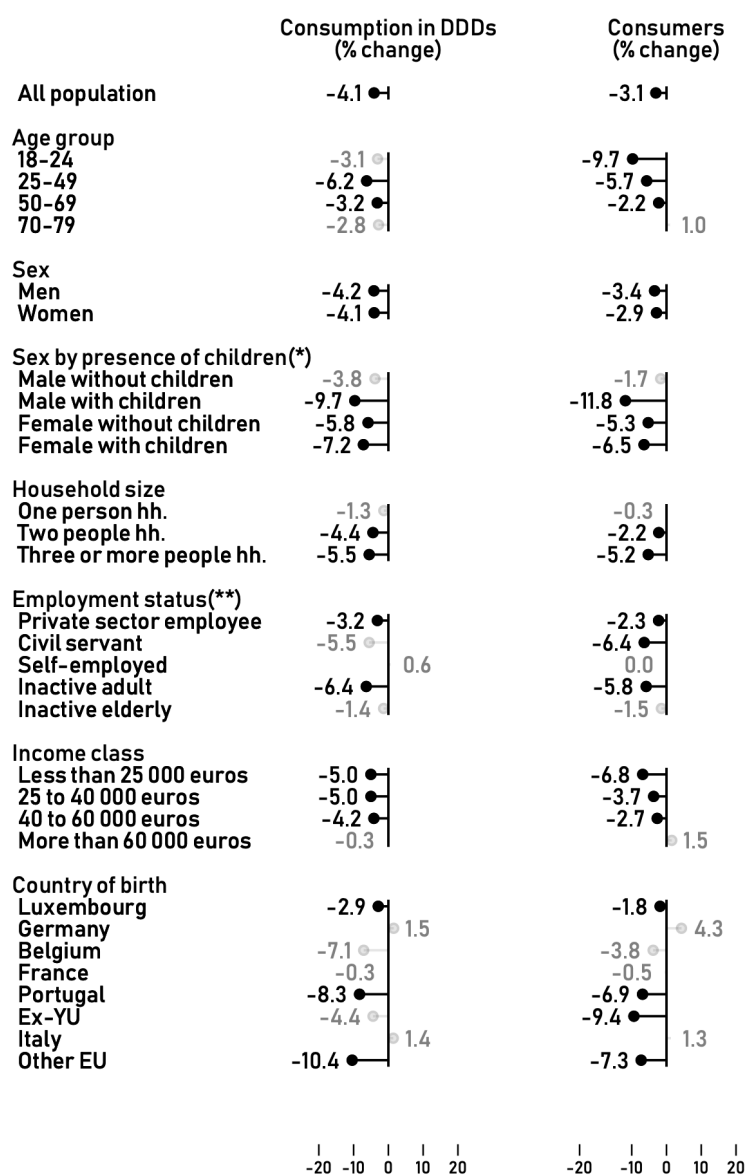 Consumption in DDDs Consumers
(% change) (% change)
All population -4.1 -3.1
Age group
18-24 -3.1 -9.7
25-49 -6.2 -5.7
50-69 -3.2 -2.2
70-79 -2.8 1.0
Sex
Men -4.2 -3.4
Women -4.1 -2.9
Sex by presence of children(*)
Male without children -3.8 -1.7
Male with children -9.7 -11.8
Female without children -5.8 -5.3
Female with children -7.2 -6.5
Household size
One person hh. -1.3 -0.3
Two people hh. -4.4 -2.2
Three or more people hh. -5.5 -5.2
Employment status(**)
Private sector employee -3.2 -2.3
Civil servant -5.5 -6.4
Self-employed 0.6 0.0
Inactive adult -6.4 -5.8
Inactive elderly -1.4 -1.5
Income class
Less than 25 000 euros -5.0 -6.8
25 to 40 000 euros -5.0 -3.7
40 to 60 000 euros -4.2 -2.7
More than 60 000 euros -0.3 1.5
Country of birth
Luxembourg -2.9 -1.8
Germany 1.5 4.3
Belgium -7.1 -3.8
France -0.3 -0.5
Portugal -8.3 -6.9
Ex-YU -4.4 -9.4
Italy 1.4 1.3
Other EU -10.4 -7.3
-20 -10 0 10 20 -20 -10 0 10 20